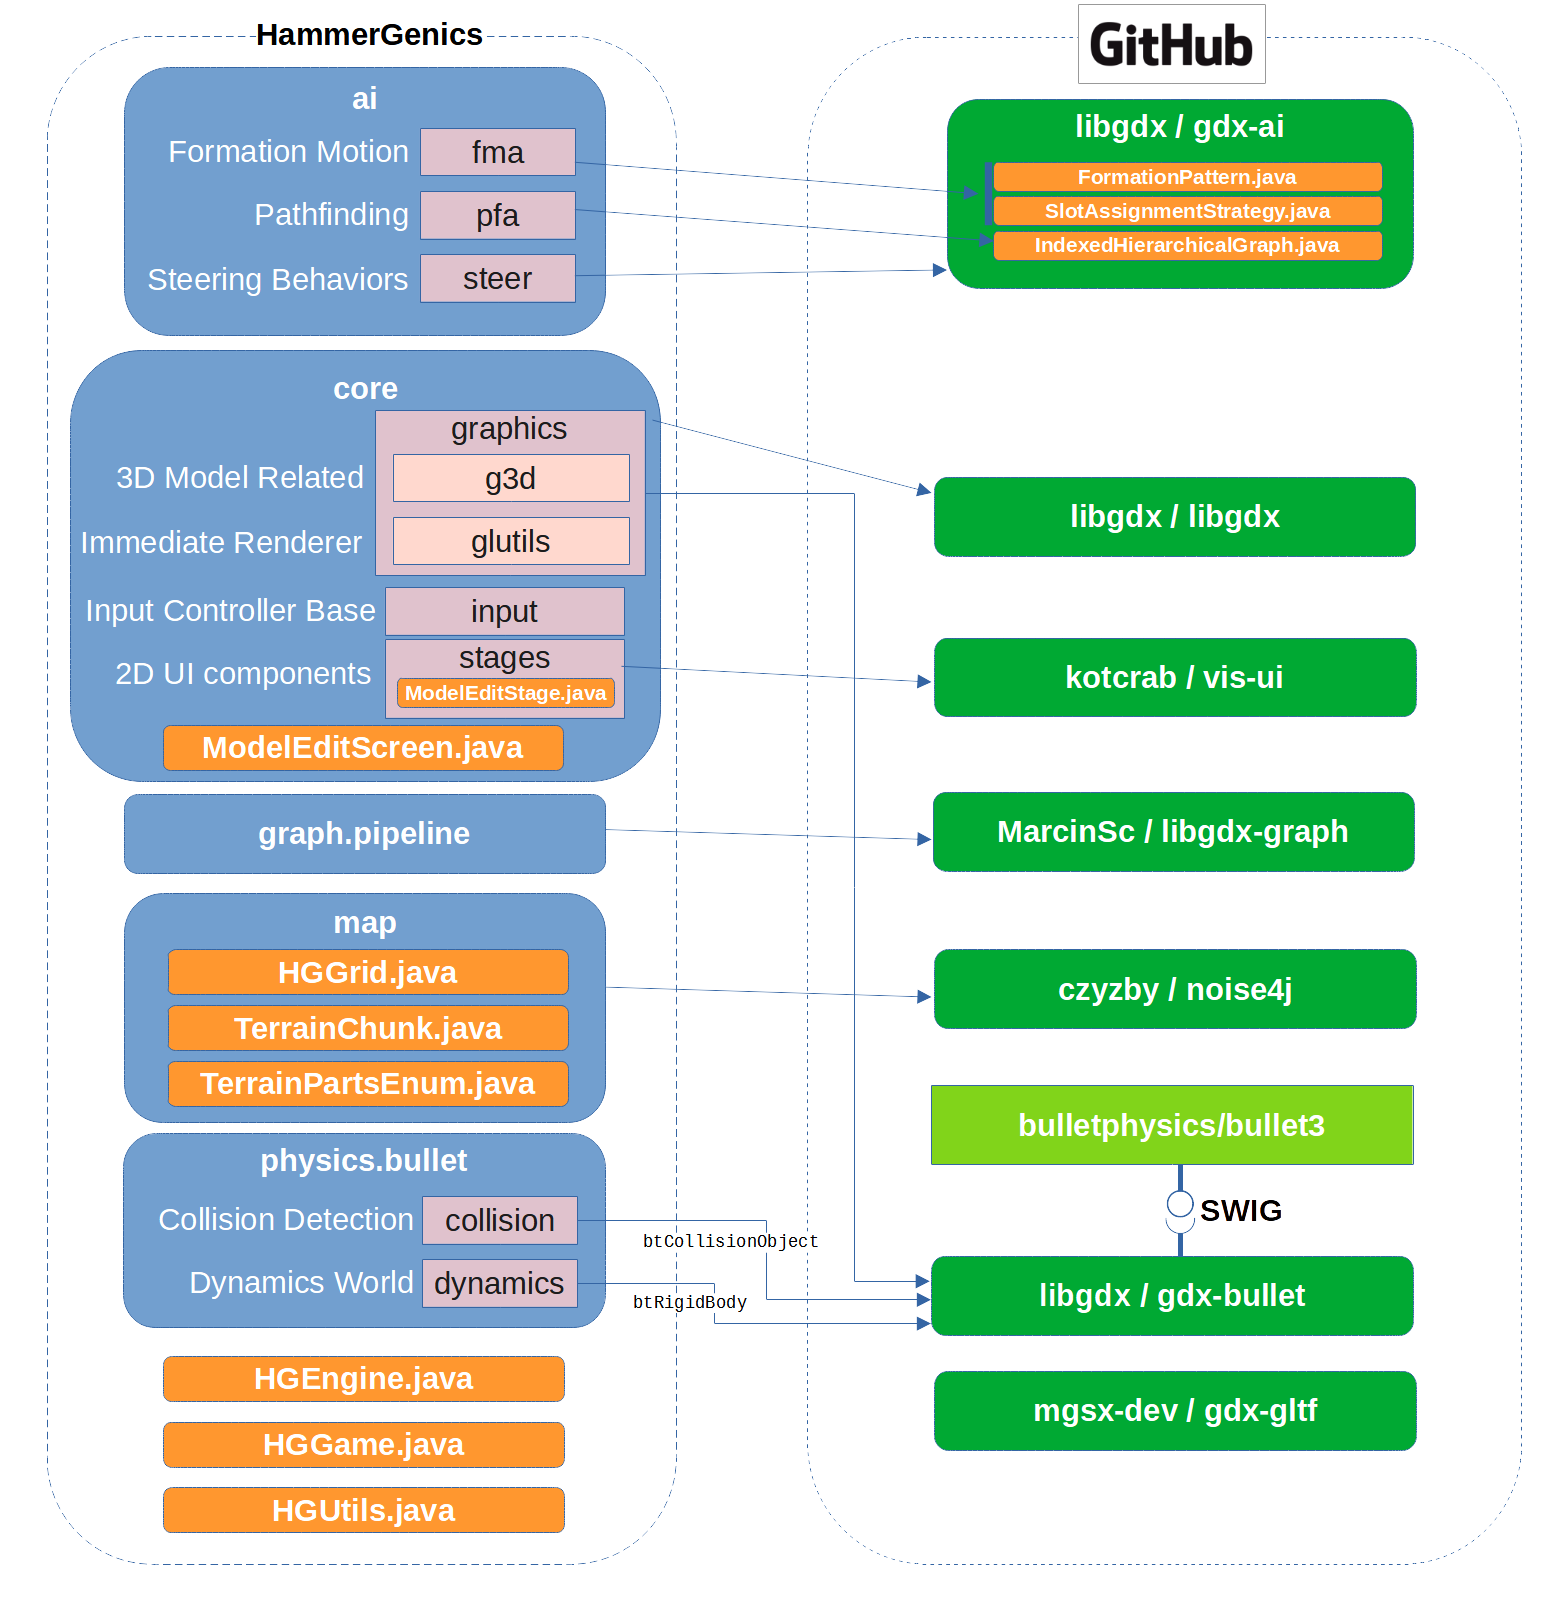 HammerGenics
ai
Formation Motion
fma
Pathfinding
pfa
Steering Behaviors
steer
core
graphics
3D Model Related
g3d
Immediate Renderer
glutils
Input Controller Base
input
2D UI components
stages
ModelEditStage.java
ModelEditScreen.java
graph.pipeline
map
HGGrid.java
TerrainChunk.java
TerrainPartsEnum.java
physics.bullet
Collision Detection
collision
Dynamics World
dynamics
btCollisionObject
btRigidBody
HGEngine.java
HGGame.java
HGUtils.java
GitHub
libgdx / gdx-ai
FormationPattern.java
SlotAssignmentStrategy.java
IndexedHierarchicalGraph.java
libgdx / libgdx
kotcrab / vis-ui
MarcinSc / libgdx-graph
czyzby / noise4j
bulletphysics/bullet3
SWIG
libgdx / gdx-bullet
mgsx-dev / gdx-gltf